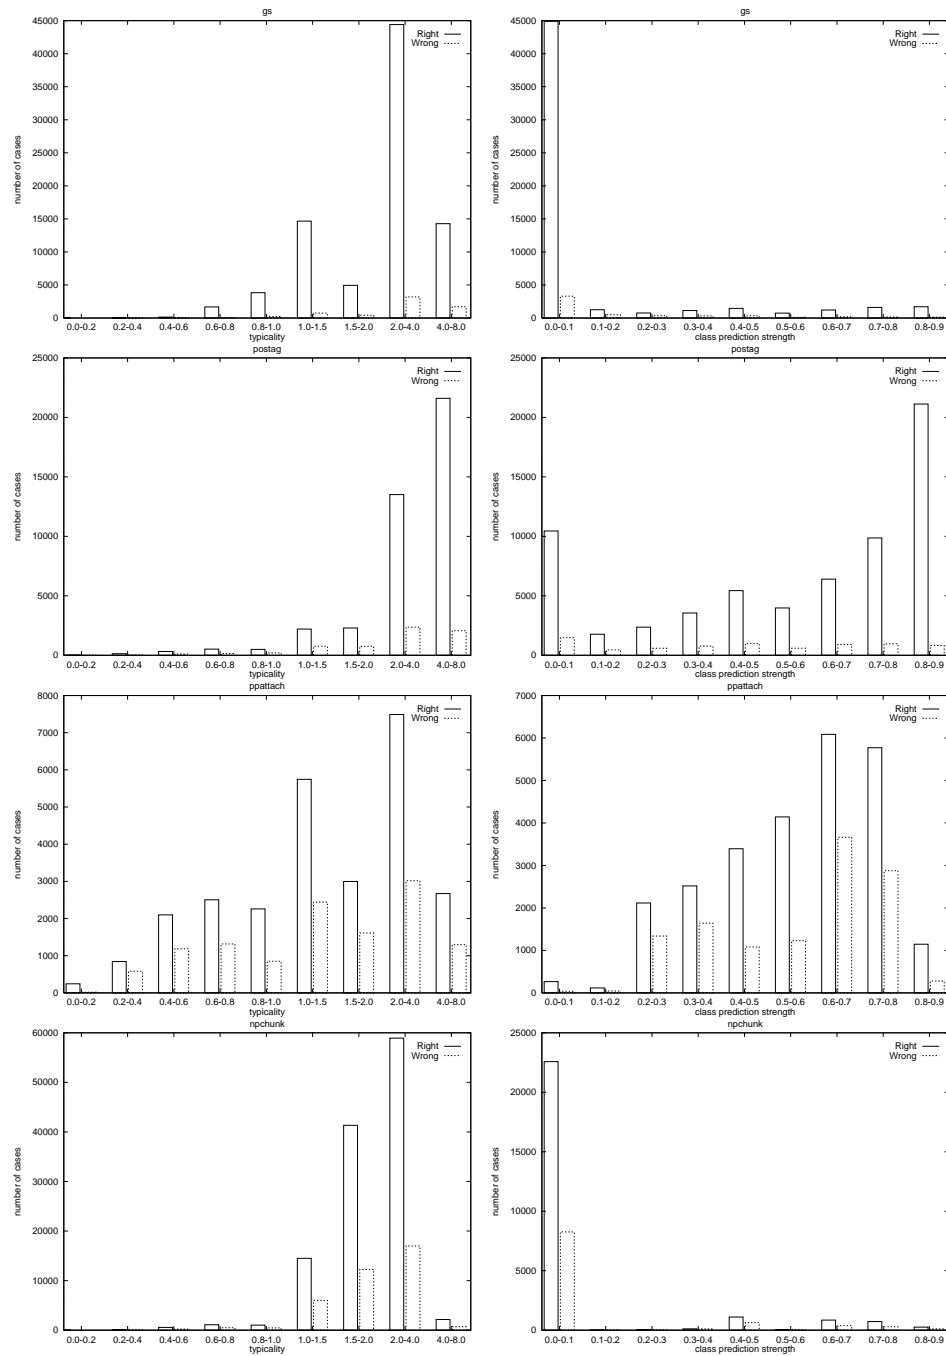 gs
Right
Wrong
45000
40000
35000
30000
25000
20000
15000
10000
5000
0
number of cases
0.0-0.2 0.2-0.4 0.4-0.6 0.6-0.8 0.8-1.0 1.0-1.5 1.5-2.0 2.0-4.0 4.0-8.0
typicality
gs
Right
Wrong
45000
40000
35000
30000
25000
20000
15000
10000
5000
0
number of cases
0.0-0.1 0.1-0.2 0.2-0.3 0.3-0.4 0.4-0.5 0.5-0.6 0.6-0.7 0.7-0.8 0.8-0.9
class prediction strength
postag
Right
Wrong
25000
20000
15000
10000
5000
0
number of cases
0.0-0.2 0.2-0.4 0.4-0.6 0.6-0.8 0.8-1.0 1.0-1.5 1.5-2.0 2.0-4.0 4.0-8.0
typicality
postag
Right
Wrong
25000
20000
15000
10000
5000
0
number of cases
0.0-0.1 0.1-0.2 0.2-0.3 0.3-0.4 0.4-0.5 0.5-0.6 0.6-0.7 0.7-0.8 0.8-0.9
class prediction strength
ppattach
Right
Wrong
8000
7000
6000
5000
4000
3000
2000
1000
0
number of cases
0.0-0.2 0.2-0.4 0.4-0.6 0.6-0.8 0.8-1.0 1.0-1.5 1.5-2.0 2.0-4.0 4.0-8.0
typicality
ppattach
Right
Wrong
7000
6000
5000
4000
3000
2000
1000
0
number of cases
0.0-0.1 0.1-0.2 0.2-0.3 0.3-0.4 0.4-0.5 0.5-0.6 0.6-0.7 0.7-0.8 0.8-0.9
class prediction strength
npchunk
Right
Wrong
60000
50000
40000
30000
20000
10000
0
number of cases
0.0-0.2 0.2-0.4 0.4-0.6 0.6-0.8 0.8-1.0 1.0-1.5 1.5-2.0 2.0-4.0 4.0-8.0
typicality
npchunk
Right
Wrong
25000
20000
15000
10000
5000
0
number of cases
0.0-0.1 0.1-0.2 0.2-0.3 0.3-0.4 0.4-0.5 0.5-0.6 0.6-0.7 0.7-0.8 0.8-0.9
class prediction strength